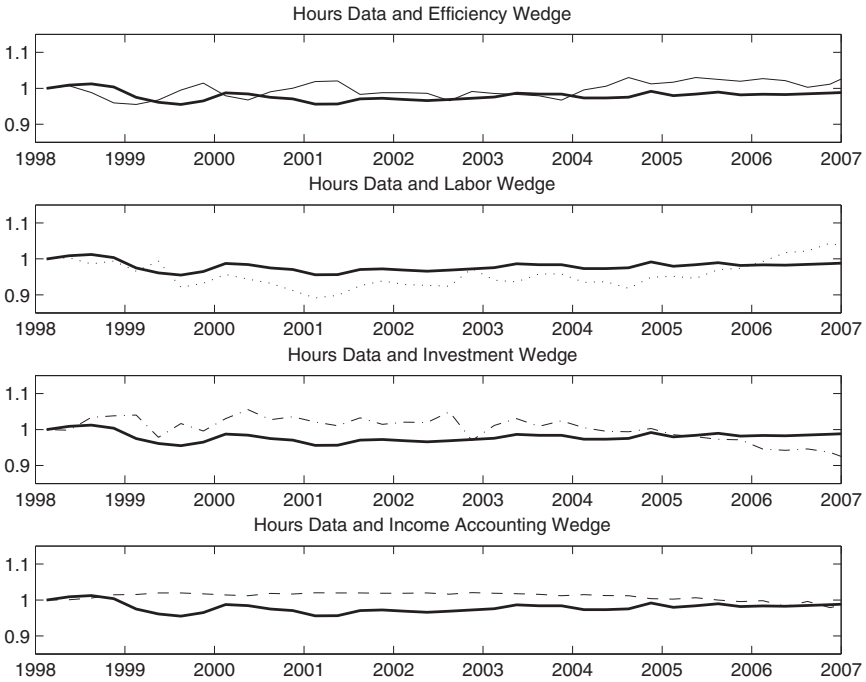 Hours Data and Efficiency Wedge
1.1
1
0.9
1998 1999 2000 2001 2002 2003 2004 2005 2006 2007
Hours Data and Labor Wedge
1.1
1
0.9
1998 1999 2000 2001 2002 2003 2004 2005 2006 2007
Hours Data and Investment Wedge
1.1
1
0.9
1998 1999 2000 2001 2002 2003 2004 2005 2006 2007
Hours Data and Income Accounting Wedge
1.1
1
0.9
1998 1999 2000 2001 2002 2003 2004 2005 2006 2007